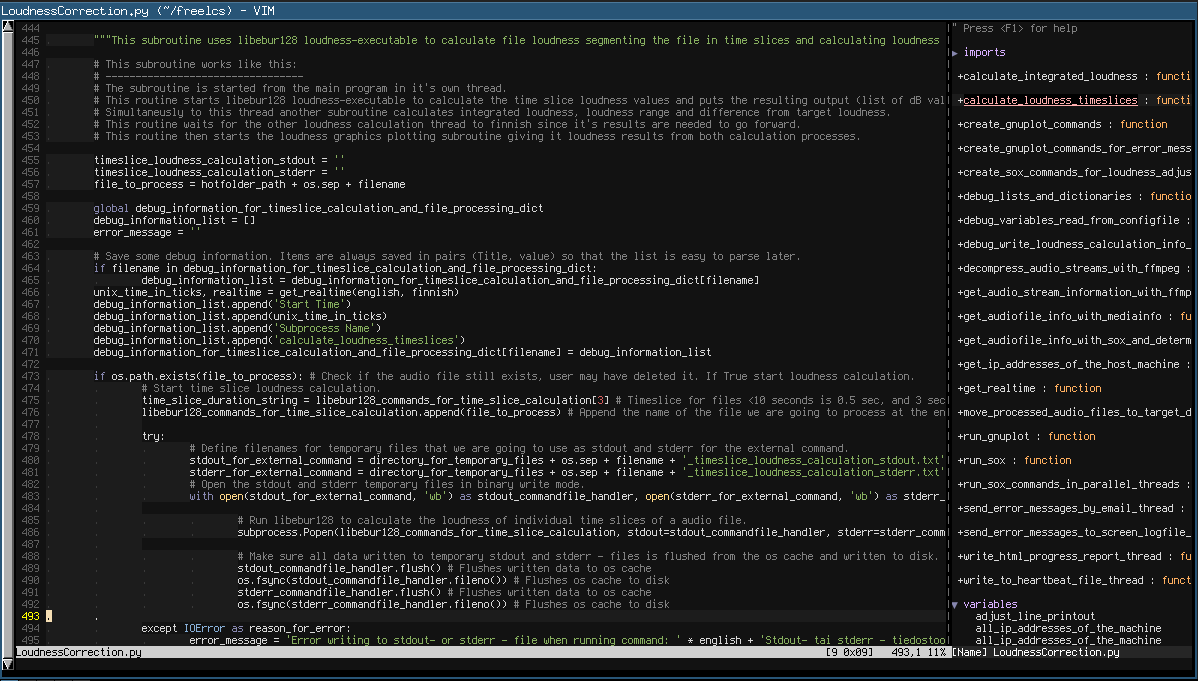 LoudnessCorrection.py (~/freelcs) - VIM
444
445 """This subroutine uses libebur128 loudness-executable to calculate file loudness segmenting the file in time slices and calculating loudness
446
447 # This subroutine works like this:
448 # ---------------------------------
449 # The subroutine is started from the main program in it's own thread.
450 # This routine starts libebur128 loudness-executable to calculate the time slice loudness values and puts the resulting output (list of dB val
451 # Simultaneusly to this thread another subroutine calculates integrated loudness, loudness range and difference from target loudness.
452 # This routine waits for the other loudness calculation thread to finnish since it's results are needed to go forward.
453 # This routine then starts the loudness graphics plotting subroutine giving it loudness results from both calculation processes.
454
455 timeslice_loudness_calculation_stdout = ''
456 timeslice_loudness_calculation_stderr = ''
457 file_to_process = hotfolder_path + os.sep + filename
458
459 global debug_information_for_timeslice_calculation_and_file_processing_dict
460 debug_information_list = []
461 error_message = ''
462
463 # Save some debug information. Items are always saved in pairs (Title, value) so that the list is easy to parse later.
464 if filename in debug_information_for_timeslice_calculation_and_file_processing_dict:
465 debug_information_list = debug_information_for_timeslice_calculation_and_file_processing_dict[filename]
466 unix_time_in_ticks, realtime = get_realtime(english, finnish)
467 debug_information_list.append('Start Time')
468 debug_information_list.append(unix_time_in_ticks)
469 debug_information_list.append('Subprocess Name')
470 debug_information_list.append('calculate_loudness_timeslices')
471 debug_information_for_timeslice_calculation_and_file_processing_dict[filename] = debug_information_list
472
473 if os.path.exists(file_to_process): # Check if the audio file still exists, user may have deleted it. If True start loudness calculation.
474 # Start time slice loudness calculation.
475 time_slice_duration_string = libebur128_commands_for_time_slice_calculation[3] # Timeslice for files <10 seconds is 0.5 sec, and 3 sec
476 libebur128_commands_for_time_slice_calculation.append(file_to_process) # Append the name of the file we are going to process at the en
477
478 try:
479 # Define filenames for temporary files that we are going to use as stdout and stderr for the external command.
480 stdout_for_external_command = directory_for_temporary_files + os.sep + filename + '_timeslice_loudness_calculation_stdout.txt'
481 stderr_for_external_command = directory_for_temporary_files + os.sep + filename + '_timeslice_loudness_calculation_stderr.txt'
482 # Open the stdout and stderr temporary files in binary write mode.
483 with open(stdout_for_external_command, 'wb') as stdout_commandfile_handler, open(stderr_for_external_command, 'wb') as stderr_
484
485 # Run libebur128 to calculate the loudness of individual time slices of a audio file.
486 subprocess.Popen(libebur128_commands_for_time_slice_calculation, stdout=stdout_commandfile_handler, stderr=stderr_comm
487
488 # Make sure all data written to temporary stdout and stderr - files is flushed from the os cache and written to disk.
489 stdout_commandfile_handler.flush() # Flushes written data to os cache
490 os.fsync(stdout_commandfile_handler.fileno()) # Flushes os cache to disk
491 stderr_commandfile_handler.flush() # Flushes written data to os cache
492 os.fsync(stderr_commandfile_handler.fileno()) # Flushes os cache to disk
493
494 except IOError as reason_for_error:
495 error_message = 'Error writing to stdout- or stderr - file when running command: ' * english + 'Stdout- tai stderr - tiedostoo
LoudnessCorrection.py [9 0x09] 493,1 11%
" Press <F1> for help
▶ imports
+calculate_integrated_loudness : functi
+calculate_loudness_timeslices : functi
+create_gnuplot_commands : function
+create_gnuplot_commands_for_error_mess
+create_sox_commands_for_loudness_adjus
+debug_lists_and_dictionaries : functio
+debug_variables_read_from_configfile :
+debug_write_loudness_calculation_info_
+decompress_audio_streams_with_ffmpeg :
+get_audio_stream_information_with_ffmp
+get_audiofile_info_with_mediainfo : fu
+get_audiofile_info_with_sox_and_determ
+get_ip_addresses_of_the_host_machine :
+get_realtime : function
+move_processed_audio_files_to_target_d
+run_gnuplot : function
+run_sox : function
+run_sox_commands_in_parallel_threads :
+send_error_messages_by_email_thread :
+send_error_messages_to_screen_logfile_
+write_html_progress_report_thread : fu
+write_to_heartbeat_file_thread : funct
▼ variables
adjust_line_printout
all_ip_addresses_of_the_machine
all_ip_addresses_of_the_machine
[Name] LoudnessCorrection.py